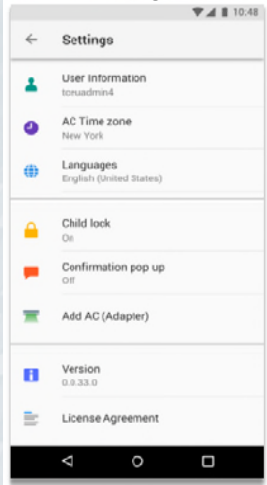 10:48
Settings
User Information
toruadmin4
AC Time zone
New York
Languages
English (United States)
Child lock
On
Confirmation pop up
Off
Add AC (Adapter)
Version
0.0.33.0
License Agreement